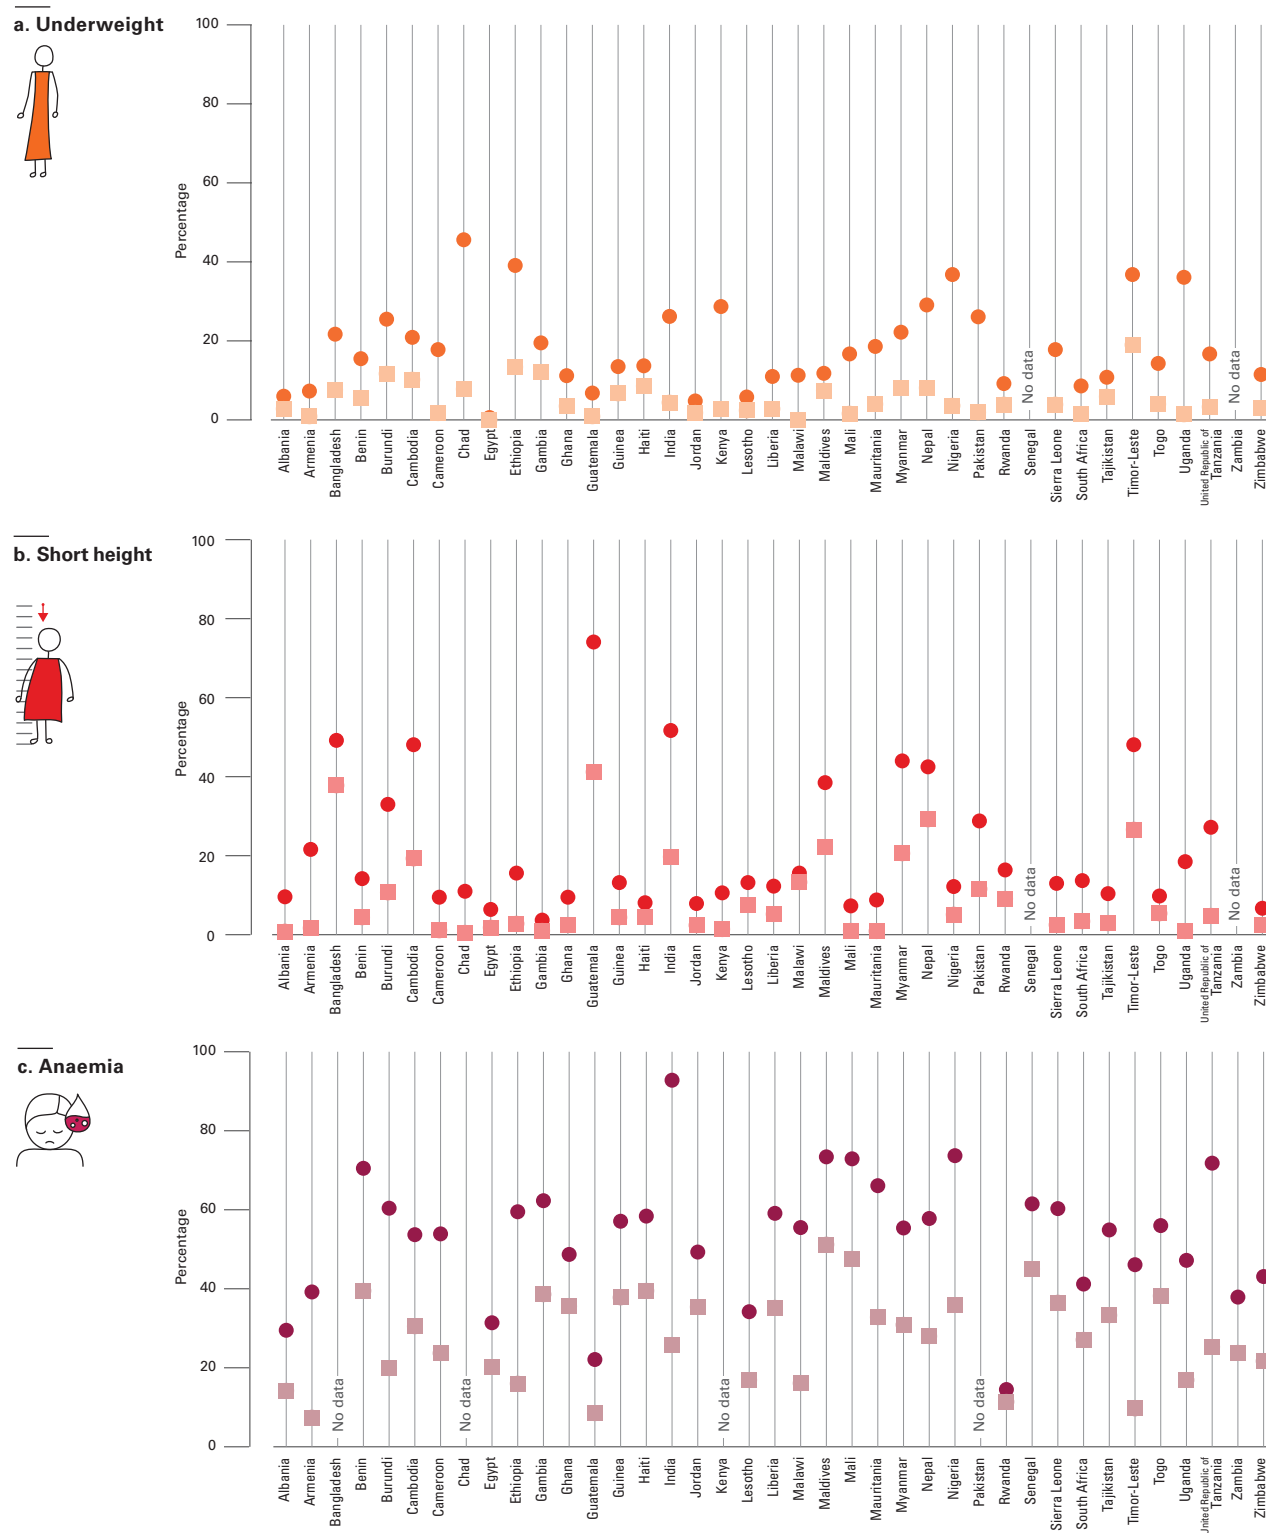 a. Underweight
100
80
60
40
20
0
Percentage
No data
No data
Albania
Armenia
Bangladesh
Benin
Burundi
Cambodia
Cameroon
Chad
Egypt
Ethiopia
Gambia
Ghana
Guatemala
Guinea
Haiti
India
Jordan
Kenya
Lesotho
Liberia
Malawi
Maldives
Mali
Mauritania
Myanmar
Nepal
Nigeria
Pakistan
Rwanda
Senegal
Sierra Leone
South Africa
Tajikistan
Timor-Leste
Togo
Uganda
United Republic of
Tanzania
Zambia
Zimbabwe
b. Short height
100
80
60
40
20
0
Percentage
No data
No data
Albania
Armenia
Bangladesh
Benin
Burundi
Cambodia
Cameroon
Chad
Egypt
Ethiopia
Gambia
Ghana
Guatemala
Guinea
Haiti
India
Jordan
Kenya
Lesotho
Liberia
Malawi
Maldives
Mali
Mauritania
Myanmar
Nepal
Nigeria
Pakistan
Rwanda
Senegal
Sierra Leone
South Africa
Tajikistan
Timor-Leste
Togo
Uganda
United Republic of
Tanzania
Zambia
Zimbabwe
c. Anaemia
100
80
60
40
20
0
Percentage
No data
No data
No data
No data
Albania
Armenia
Bangladesh
Benin
Burundi
Cambodia
Cameroon
Chad
Egypt
Ethiopia
Gambia
Ghana
Guatemala
Guinea
Haiti
India
Jordan
Kenya
Lesotho
Liberia
Malawi
Maldives
Mali
Mauritania
Myanmar
Nepal
Nigeria
Pakistan
Rwanda
Senegal
Sierra Leone
South Africa
Tajikistan
Timor-Leste
Togo
Uganda
United Republic of
Tanzania
Zambia
Zimbabwe